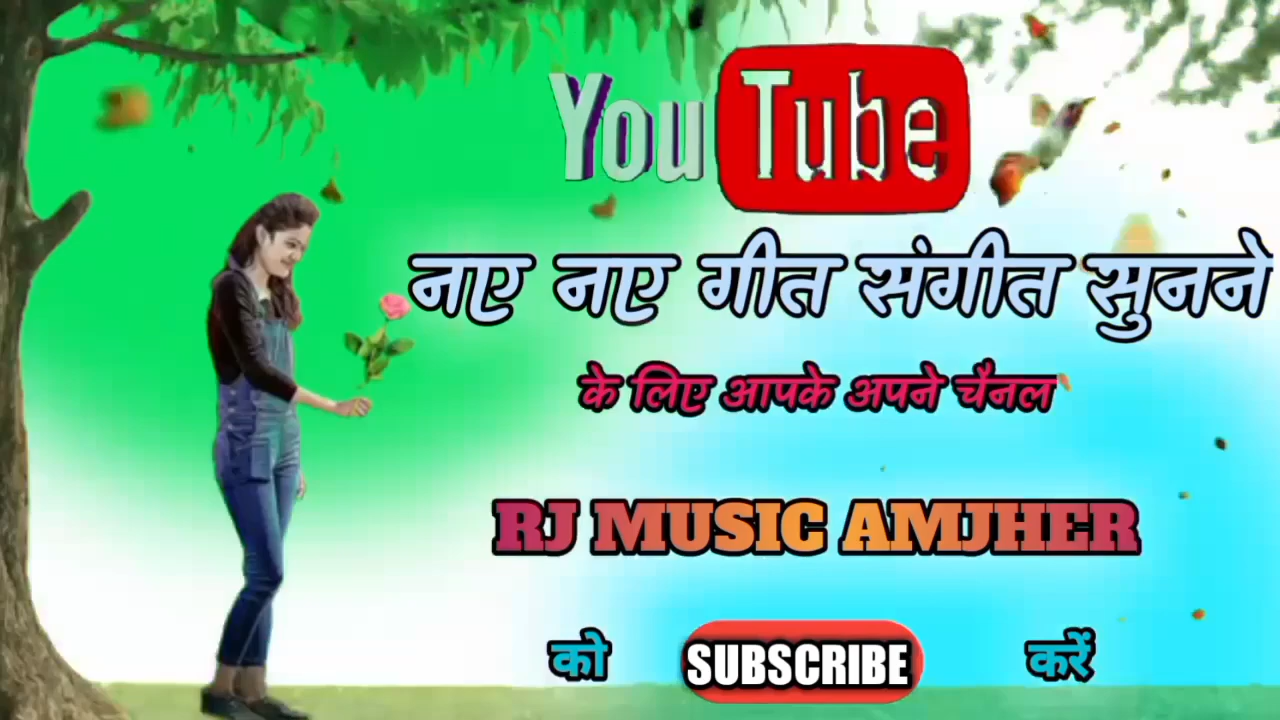 YouTube
नए नए गीत संगीत सुनने
के लिए आपके अपने चैनल
RJ MUSIC AMJHER
को SUBSCRIBE करें